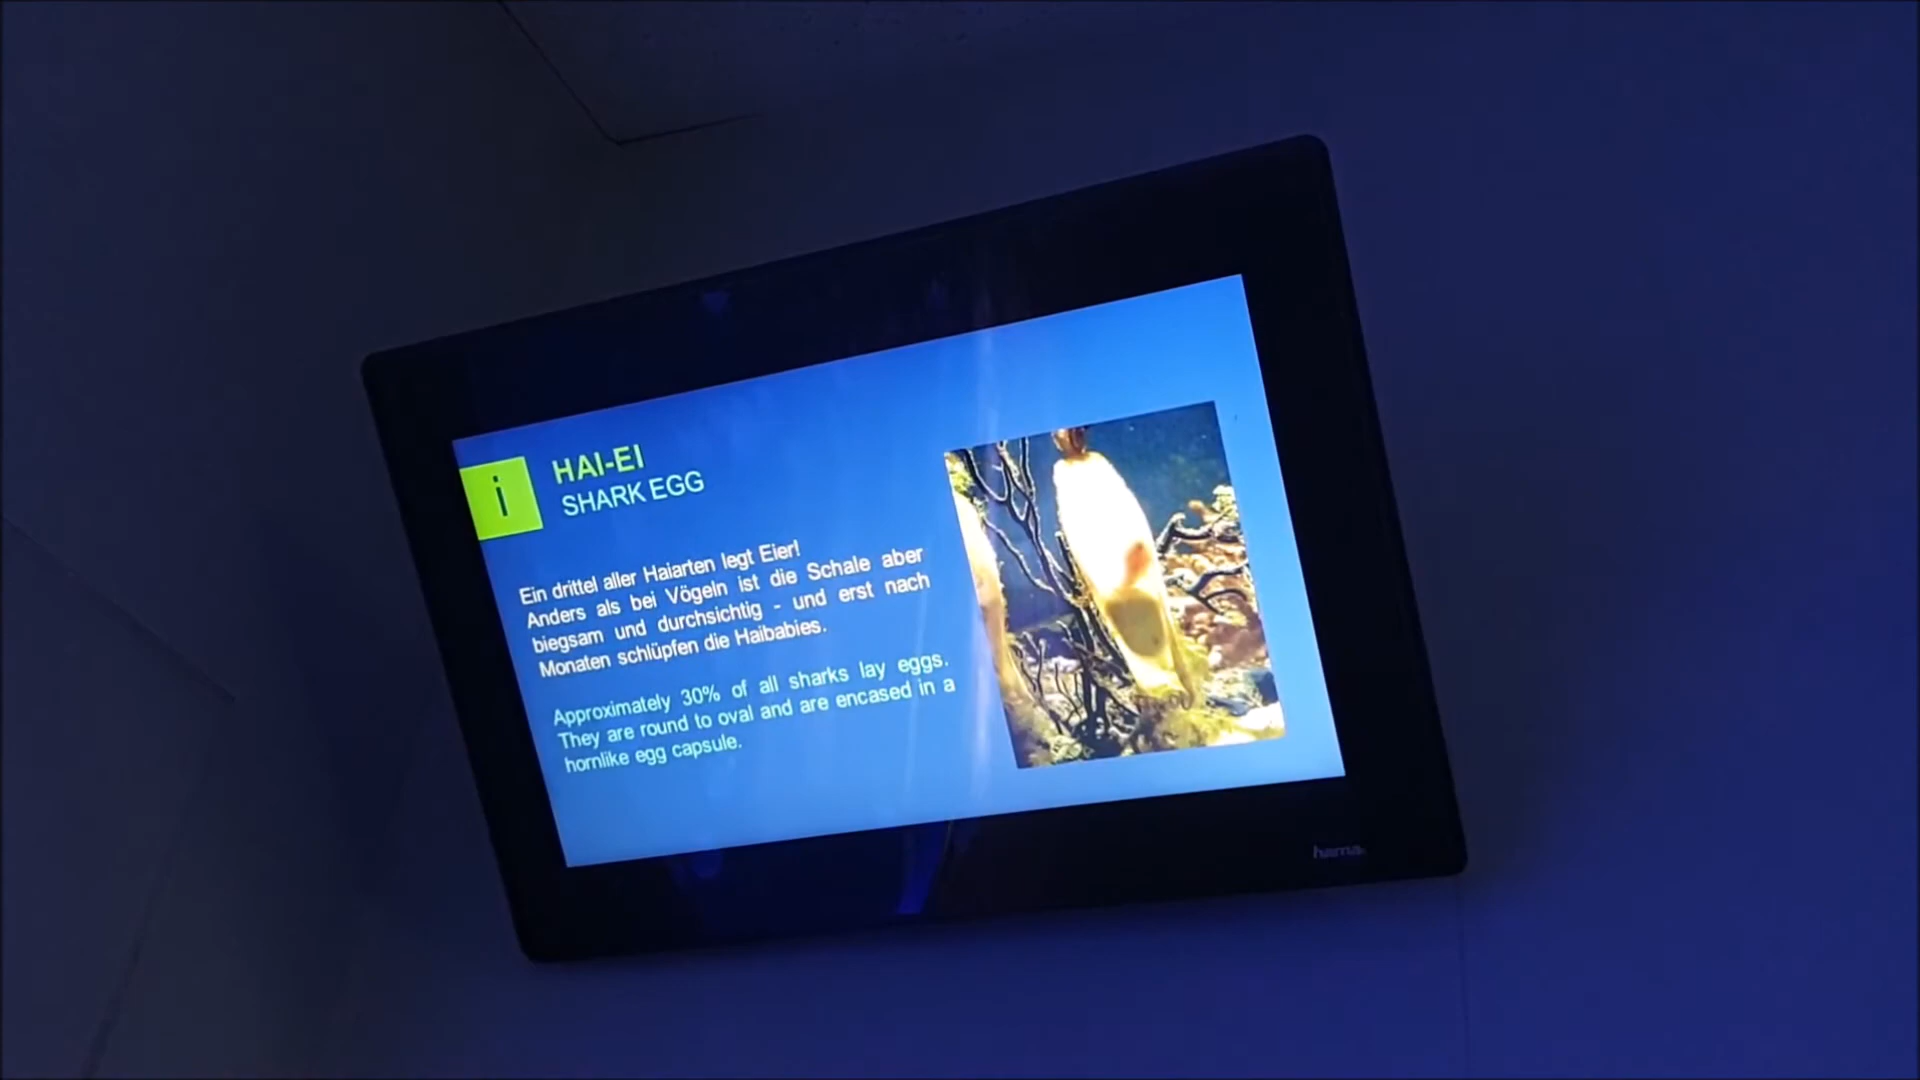 i
HAI-EI
SHARK EGG
Ein drittel aller Haiarten legt Eier!
Anders als bei Vögeln ist die Schale aber
biegsam und durchsichtig - und erst nach
Monaten schlüpfen die Haibabies.
Approximately 30% of all sharks lay eggs.
They are round to oval and are encased in a
hornlike egg capsule.
hama